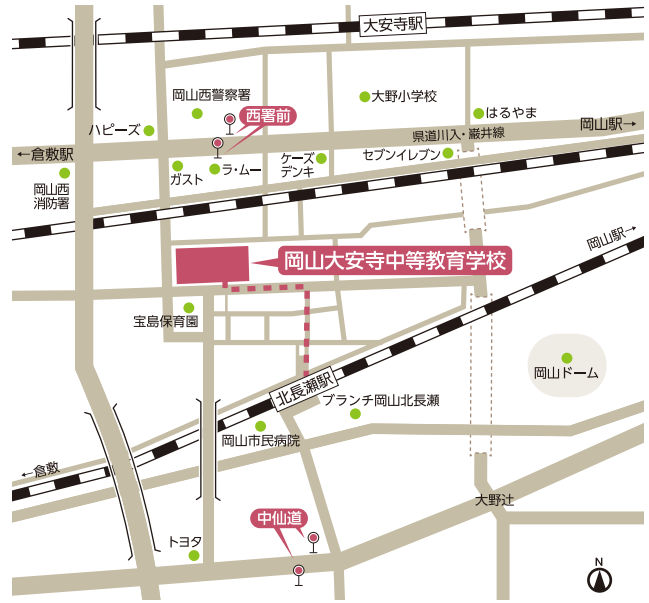 大安寺駅
岡山西警察署
西署前
大野小学校
はるやま
岡山駅→
ハピーズ
県道川入・巌井線
←倉敷駅
セブンイレブン
ケーズ
デンキ
ラ・ムー
ガスト
岡山西
消防署
岡山駅→
岡山大安寺中等教育学校
宝島保育園
岡山ドーム
北長瀬駅
ブランチ岡山北長瀬
岡山市民病院
←倉敷
大野辻
中仙道
トヨタ
N